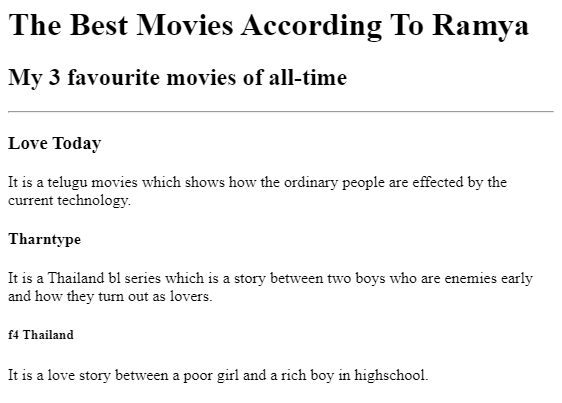 The Best Movies According To Ramya
My 3 favourite movies of all-time
Love Today
It is a telugu movies which shows how the ordinary people are effected by the
current technology.
Tharntype
It is a Thailand bl series which is a story between two boys who are enemies early
and how they turn out as lovers.
f4 Thailand
It is a love story between a poor girl and a rich boy in highschool.